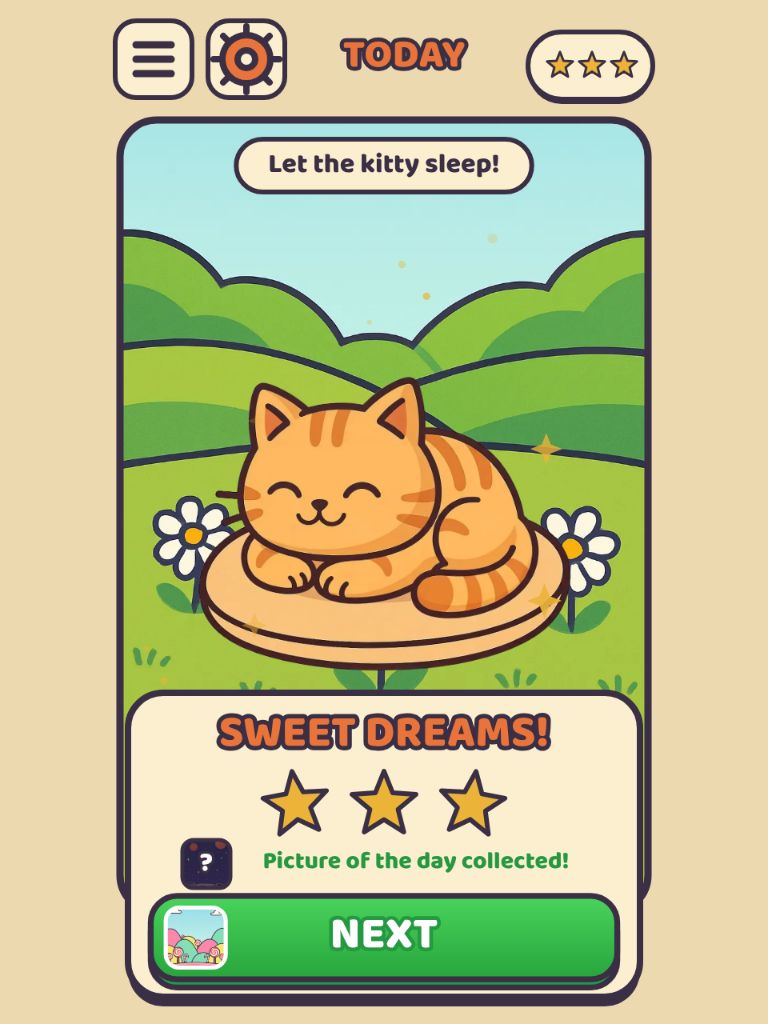 TODAY
Let the kitty sleep!
SWEET DREAMS!
?
Picture of the day collected!
NEXT